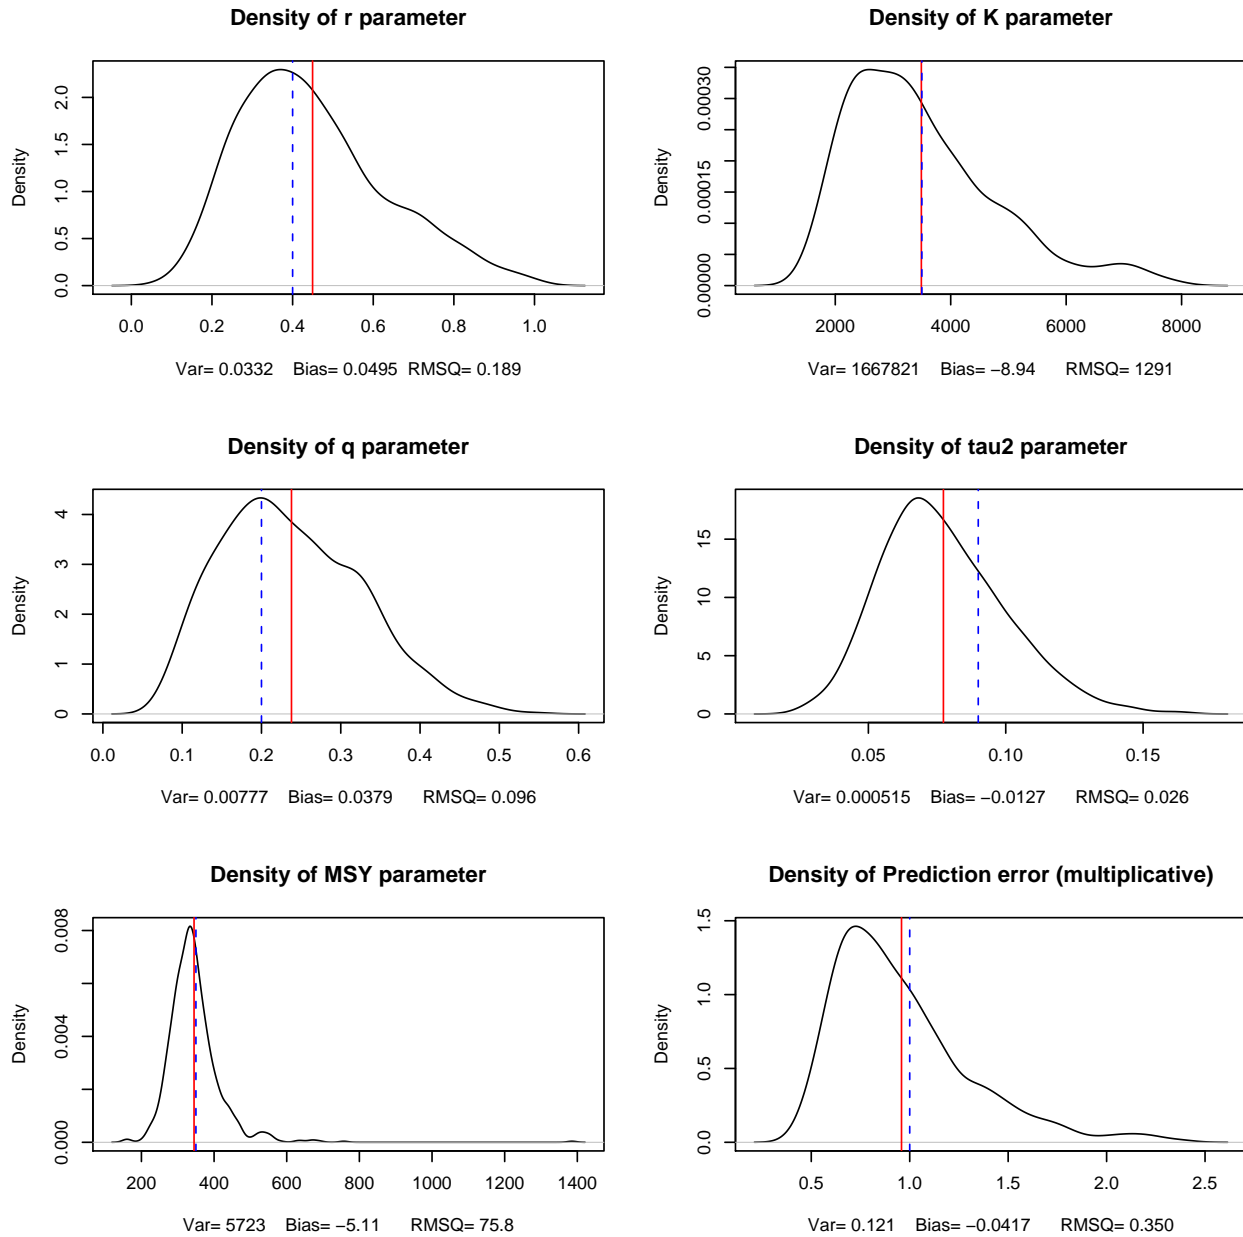 Density of r parameter
Density
0.0 0.5 1.0 1.5 2.0
0.0 0.2 0.4 0.6 0.8 1.0
Var= 0.0332 Bias= 0.0495 RMSQ= 0.189
Density of K parameter
Density
0.00000 0.00015 0.00030
2000 4000 6000 8000
Var= 1667821 Bias= −8.94 RMSQ= 1291
Density of q parameter
Density
0 1 2 3 4
0.0 0.1 0.2 0.3 0.4 0.5 0.6
Var= 0.00777 Bias= 0.0379 RMSQ= 0.096
Density of tau2 parameter
Density
0 5 10 15
0.05 0.10 0.15
Var= 0.000515 Bias= −0.0127 RMSQ= 0.026
Density of MSY parameter
Density
0.000 0.004 0.008
200 400 600 800 1000 1200 1400
Var= 5723 Bias= −5.11 RMSQ= 75.8
Density of Prediction error (multiplicative)
Density
0.0 0.5 1.0 1.5
0.5 1.0 1.5 2.0 2.5
Var= 0.121 Bias= −0.0417 RMSQ= 0.350